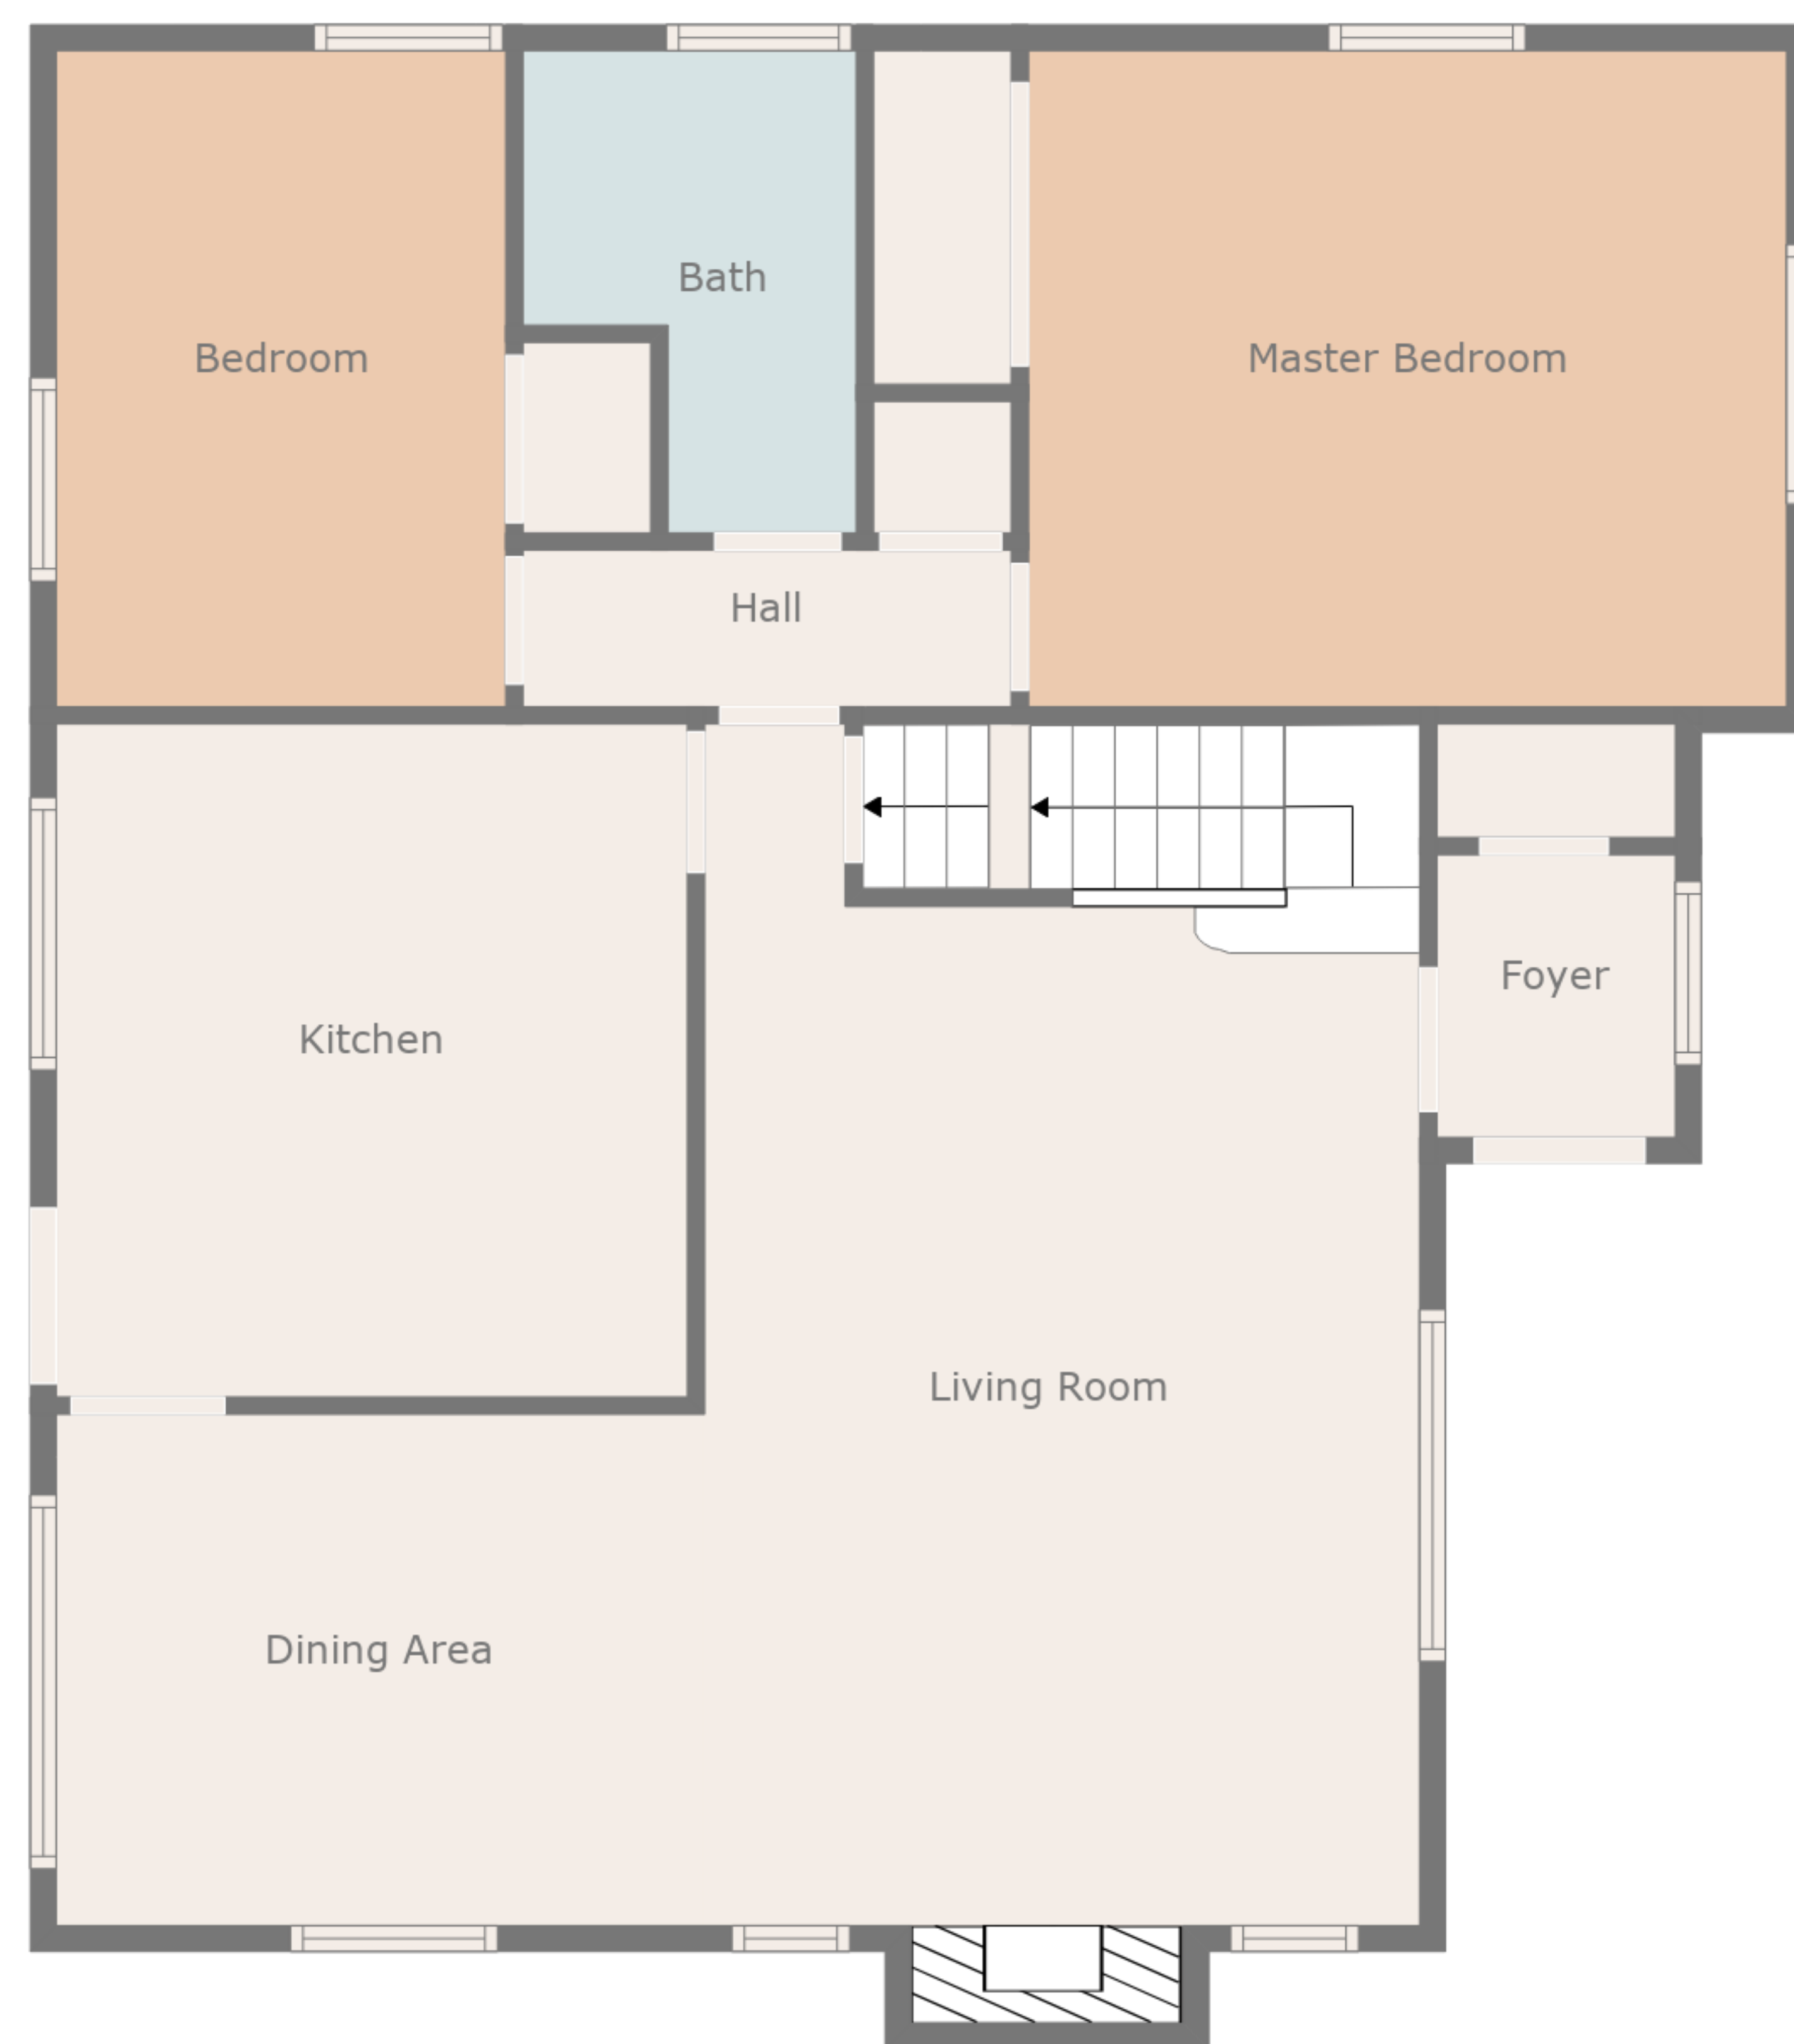 Bath
Bedroom
Master Bedroom
Hall
Foyer
Kitchen
Living Room
Dining Area